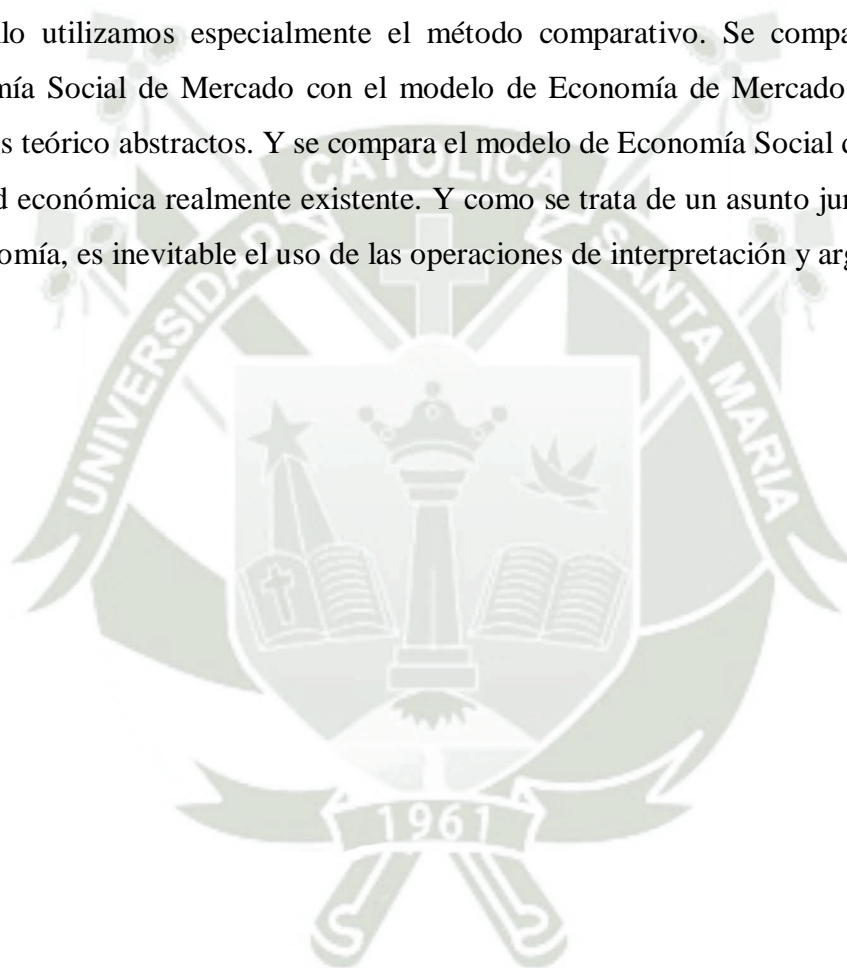 lo utilizamos especialmente el método comparativo. Se compa
mía Social de Mercado con el modelo de Economía de Mercado
s teórico abstractos. Y se compara el modelo de Economía Social d
d económica realmente existente. Y como se trata de un asunto jur
omía, es inevitable el uso de las operaciones de interpretación y arg
UNIVERSIDAD CATOLICA SANTA MARIA
1961